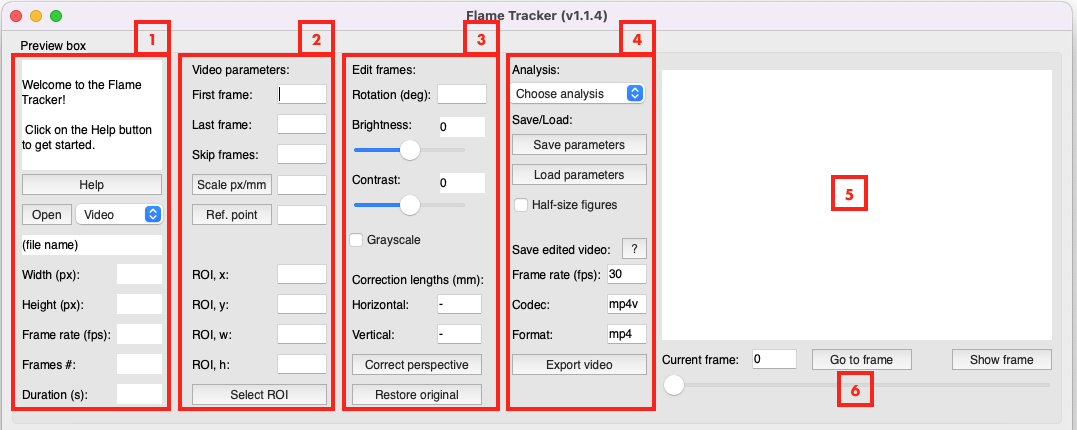 Flame Tracker (v1.1.4)
Preview box
1
Welcome to the Flame
Tracker!
Click on the Help button
to get started.
Help
Open
Video
(file name)
Width (px):
Height (px):
Frame rate (fps):
Frames #:
Duration (s):
2
Video parameters:
First frame:
Last frame:
Skip frames:
Scale px/mm
Ref. point
ROI, x:
ROI, y:
ROI, w:
ROI, h:
Select ROI
3
Edit frames:
Rotation (deg):
Brightness: 0
Contrast: 0
Grayscale
Correction lengths (mm):
Horizontal: -
Vertical: -
Correct perspective
Restore original
4
Analysis:
Choose analysis
Save/Load:
Save parameters
Load parameters
Half-size figures
Save edited video: ?
Frame rate (fps): 30
Codec: mp4v
Format: mp4
Export video
5
Current frame: 0 Go to frame Show frame
6